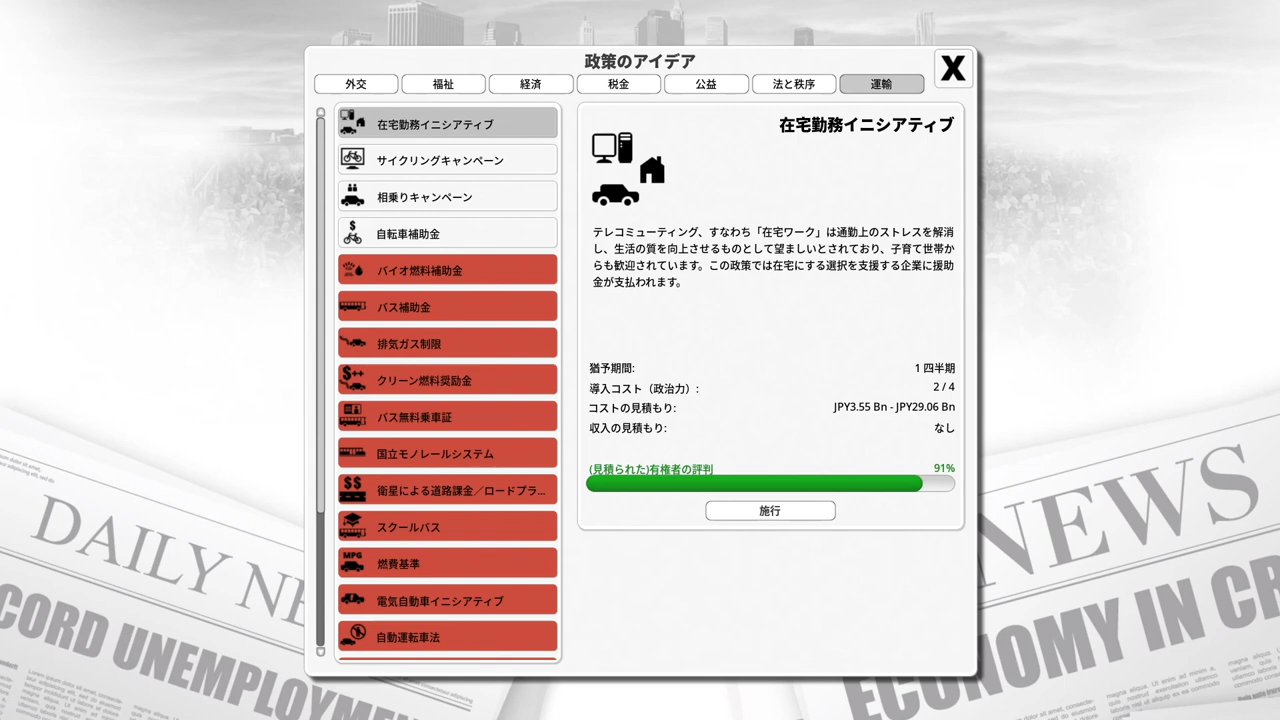 政策のアイデア
X
外交
福祉
経済
税金
公益
法と秩序
運輸
在宅勤務イニシアティブ
サイクリングキャンペーン
相乗りキャンペーン
自転車補助金
バイオ燃料補助金
バス補助金
排気ガス制限
クリーン燃料奨励金
バス無料乗車証
国立モノレールシステム
衛星による道路課金／ロードプラ...
スクールバス
MPG
燃費基準
電気自動車イニシアティブ
自動運転車法
在宅勤務イニシアティブ
テレコミューティング、すなわち「在宅ワーク」は通勤上のストレスを解消
し、生活の質を向上させるものとして望ましいとされており、子育て世帯か
らも歓迎されています。この政策では在宅にする選択を支援する企業に援助
金が支払われます。
猶予期間: 1 四半期
導入コスト（政治力）: 2 / 4
コストの見積もり: JPY3.55 Bn - JPY29.06 Bn
収入の見積もり: なし
(見積られた)有権者の評判 91%
施行
DAILY NE
CORD UNEMPLOYM
NEWS
ECONOMY IN CR